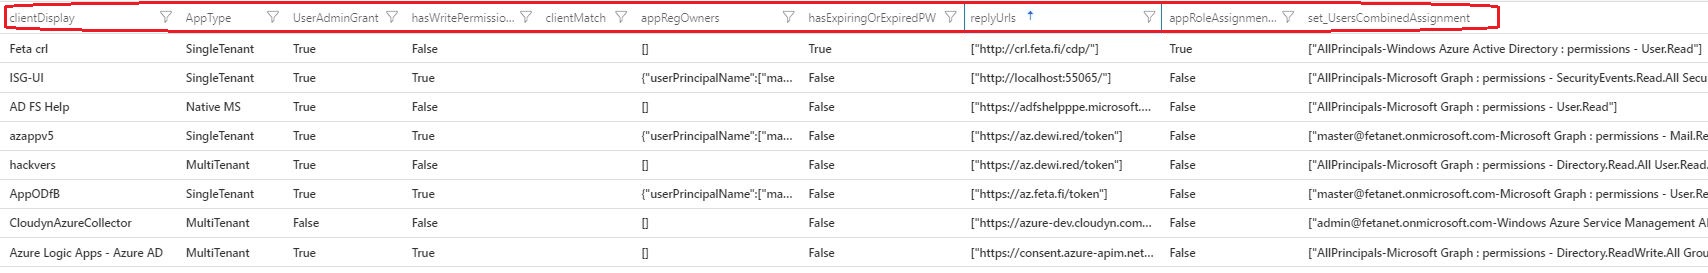 clientDisplay AppType UserAdminGrant hasWritePermissio... clientMatch appRegOwners hasExpiringOrExpiredPW replyUrls ↑ appRoleAssignmen... set_UsersCombinedAssignment
Feta crl SingleTenant True False [] True ["http://crl.feta.fi/cdp/"] True ["AllPrincipals-Windows Azure Active Directory : permissions - User.Read"]
ISG-UI SingleTenant True True {"userPrincipalName":["ma... False ["http://localhost:55065/"] False ["AllPrincipals-Microsoft Graph : permissions - SecurityEvents.Read.All Secu
AD FS Help Native MS True False [] False ["https://adfshelpppe.microsoft.... False ["AllPrincipals-Microsoft Graph : permissions - User.Read"]
azappv5 SingleTenant True True {"userPrincipalName":["ma... False ["https://az.dewi.red/token"] False ["master@fetanet.onmicrosoft.com-Microsoft Graph : permissions - Mail.Re
hackvers MultiTenant True False [] False ["https://az.dewi.red/token"] False ["AllPrincipals-Microsoft Graph : permissions - Directory.Read.All User.Read.
AppODfB SingleTenant True True {"userPrincipalName":["ma... False ["https://az.feta.fi/token"] False ["master@fetanet.onmicrosoft.com-Microsoft Graph : permissions - User.Re
CloudynAzureCollector MultiTenant False False [] False ["https://azure-dev.cloudyn.com... False ["admin@fetanet.onmicrosoft.com-Windows Azure Service Management A
Azure Logic Apps - Azure AD MultiTenant True True [] False ["https://consent.azure-apim.net... False ["AllPrincipals-Microsoft Graph : permissions - Directory.ReadWrite.All Gro